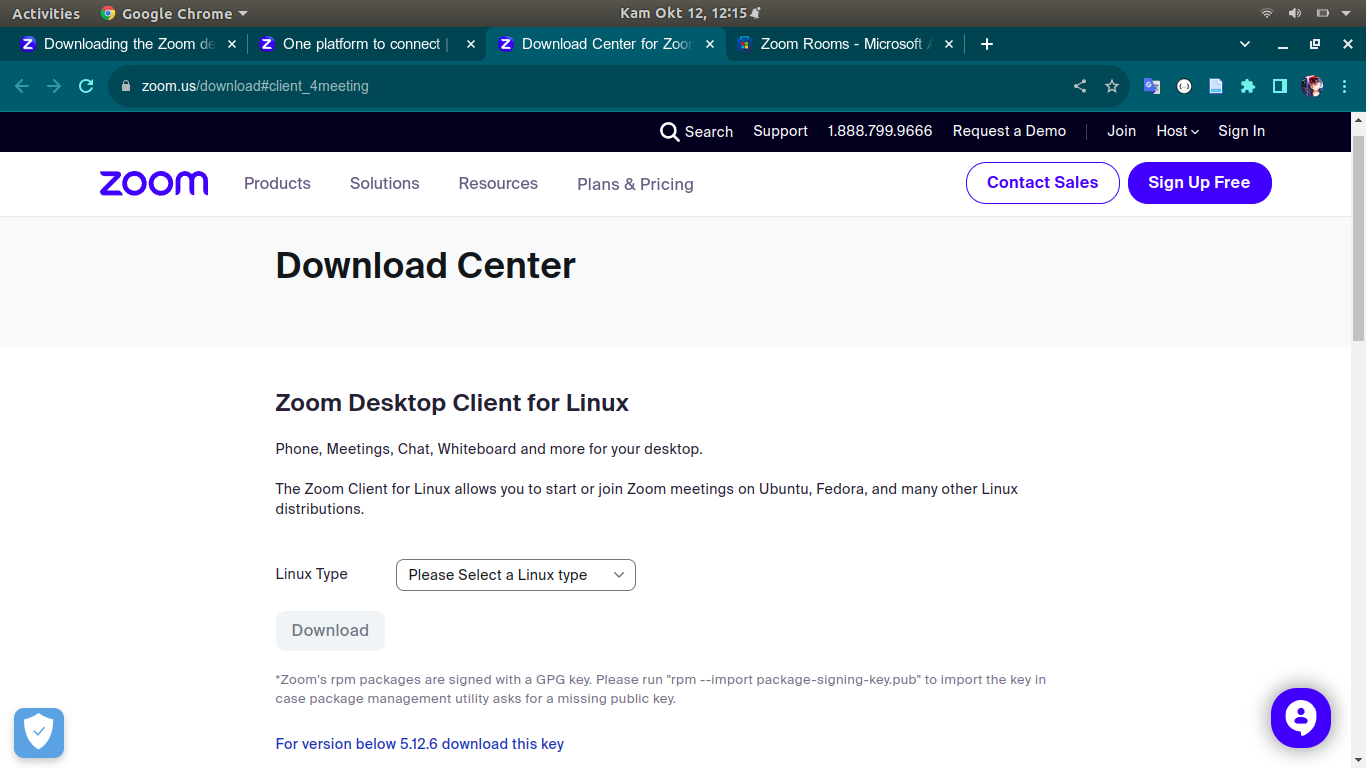 Activities Google Chrome Kam Okt 12, 12:15
Downloading the Zoom de One platform to connect | Download Center for Zoom Zoom Rooms - Microsoft A
zoom.us/download#client_4meeting
Search Support 1.888.799.9666 Request a Demo Join Host Sign In
zoom Products Solutions Resources Plans & Pricing Contact Sales Sign Up Free
Download Center
Zoom Desktop Client for Linux
Phone, Meetings, Chat, Whiteboard and more for your desktop.
The Zoom Client for Linux allows you to start or join Zoom meetings on Ubuntu, Fedora, and many other Linux
distributions.
Linux Type Please Select a Linux type
Download
*Zoom's rpm packages are signed with a GPG key. Please run "rpm --import package-signing-key.pub" to import the key in
case package management utility asks for a missing public key.
For version below 5.12.6 download this key